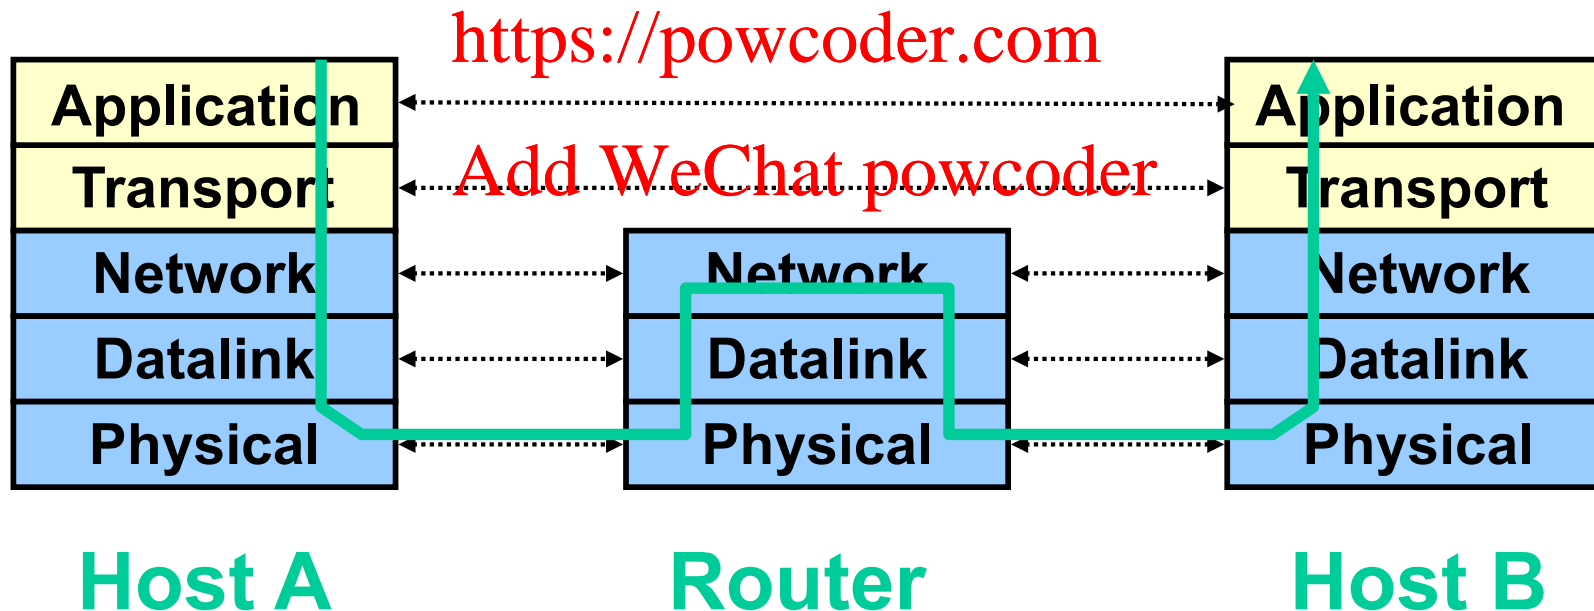 https://powcoder.com
Application Application
Add WeChat powcoder
Transport Transport
Network Network Network
Datalink Datalink Datalink
Physical Physical Physical
Host A Router Host B